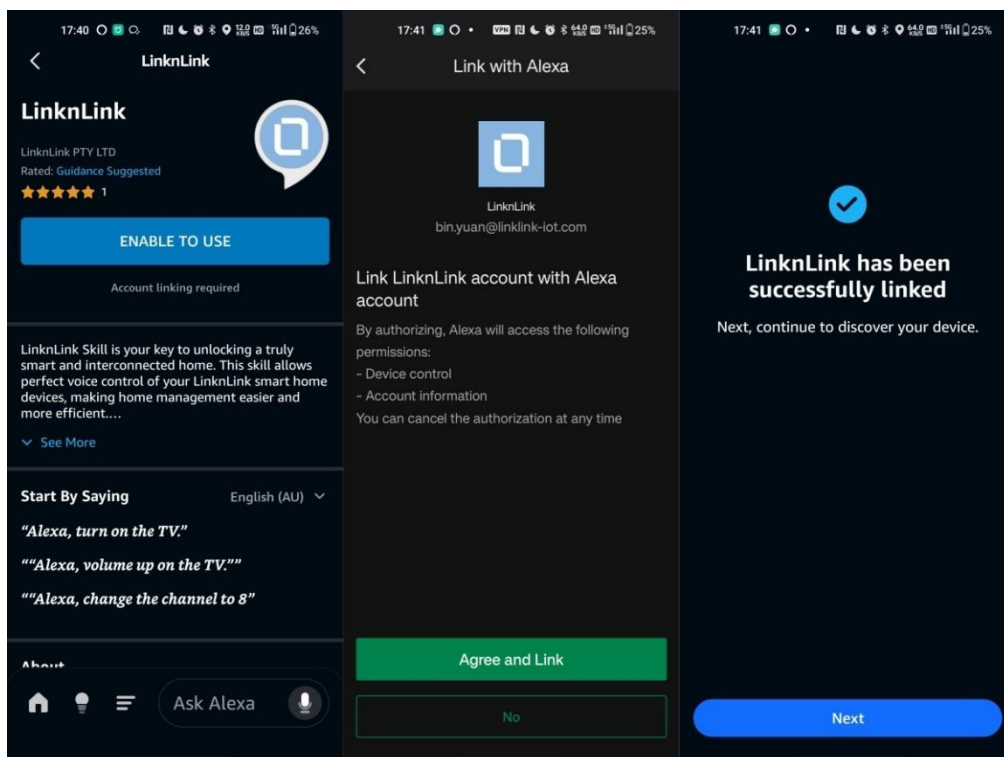 17:40 26%
LinknLink
LinknLink
LinknLink PTY LTD
Rated: Guidance Suggested
1
ENABLE TO USE
Account linking required
LinknLink Skill is your key to unlocking a truly
smart and interconnected home. This skill allows
perfect voice control of your LinknLink smart home
devices, making home management easier and
more efficient....
See More
Start By Saying English (AU)
“Alexa, turn on the TV.”
““Alexa, volume up on the TV.””
““Alexa, change the channel to 8”
About
Ask Alexa
17:41 VPN 25%
Link with Alexa
LinknLink
bin.yuan@linklink-iot.com
Link LinknLink account with Alexa
account
By authorizing, Alexa will access the following
permissions:
- Device control
- Account information
You can cancel the authorization at any time
Agree and Link
No
17:41 25%
LinknLink has been
successfully linked
Next, continue to discover your device.
Next